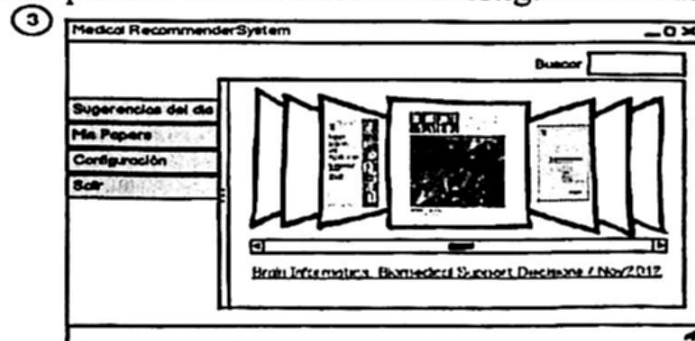 3
Medical RecommenderSystem
Buscar
Sugerencias del dia
Mis Papers
Configuración
Salir
Brain Informatics. Biomedical Support Decisions / Nov/2012